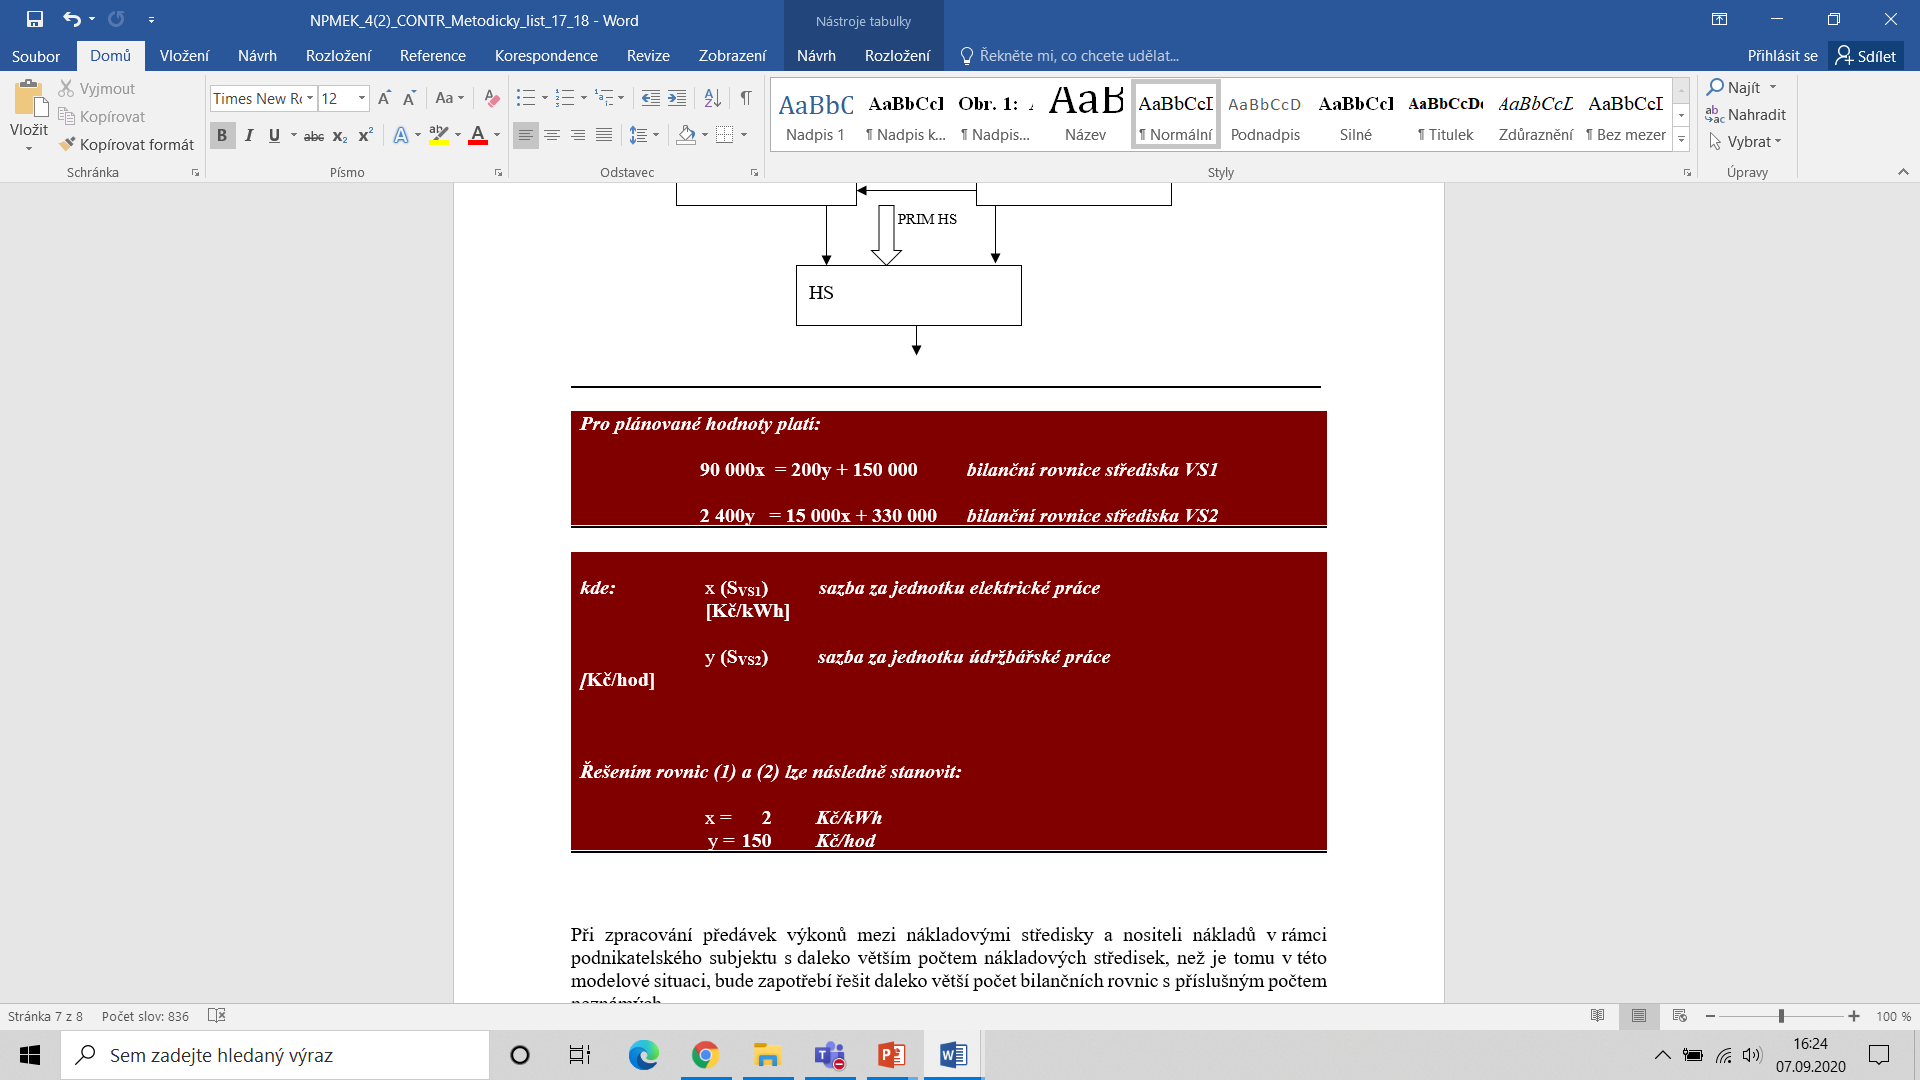 NPMEK_4(2)_CONTR_Metodicky_list_17_18 - Word
Nástroje tabulky
Soubor Domů Vložení Návrh Rozložení Reference Korespondence Revize Zobrazení Návrh Rozložení Řekněte mi, co chcete udělat... Přihlásit se Sdílet
Vložit
Vyjmout
Kopírovat
Kopírovat formát
Schránka
Times New Rc 12
Písmo
Odstavec
AaBbC AaBbCcI Obr. 1: AaB AaBbCcI AaBbCcD AaBbCcI AaBbCcDd AaBbCcL AaBbCcI
Nadpis 1 ¶ Nadpis k... ¶ Nadpis... Název ¶ Normální Podnadpis Silné ¶ Titulek Zdůraznění ¶ Bez mezer
Styly
Najít
Nahradit
Vybrat
Úpravy
PRIM HS
HS
Pro plánované hodnoty platí:
90 000x = 200y + 150 000 bilanční rovnice střediska VS1
2 400y = 15 000x + 330 000 bilanční rovnice střediska VS2
kde: x (SVS1) sazba za jednotku elektrické práce
[Kč/kWh]
y (SVS2) sazba za jednotku údržbářské práce
[Kč/hod]
Řešením rovnic (1) a (2) lze následně stanovit:
x = 2 Kč/kWh
y = 150 Kč/hod
Při zpracování předávek výkonů mezi nákladovými středisky a nositeli nákladů v rámci
podnikatelského subjektu s daleko větším počtem nákladových středisek, než je tomu v této
modelové situaci, bude zapotřebí řešit daleko větší počet bilančních rovnic s příslušným počtem
neznámých
Stránka 7 z 8 Počet slov: 836 100 %
Sem zadejte hledaný výraz
16:24
07.09.2020